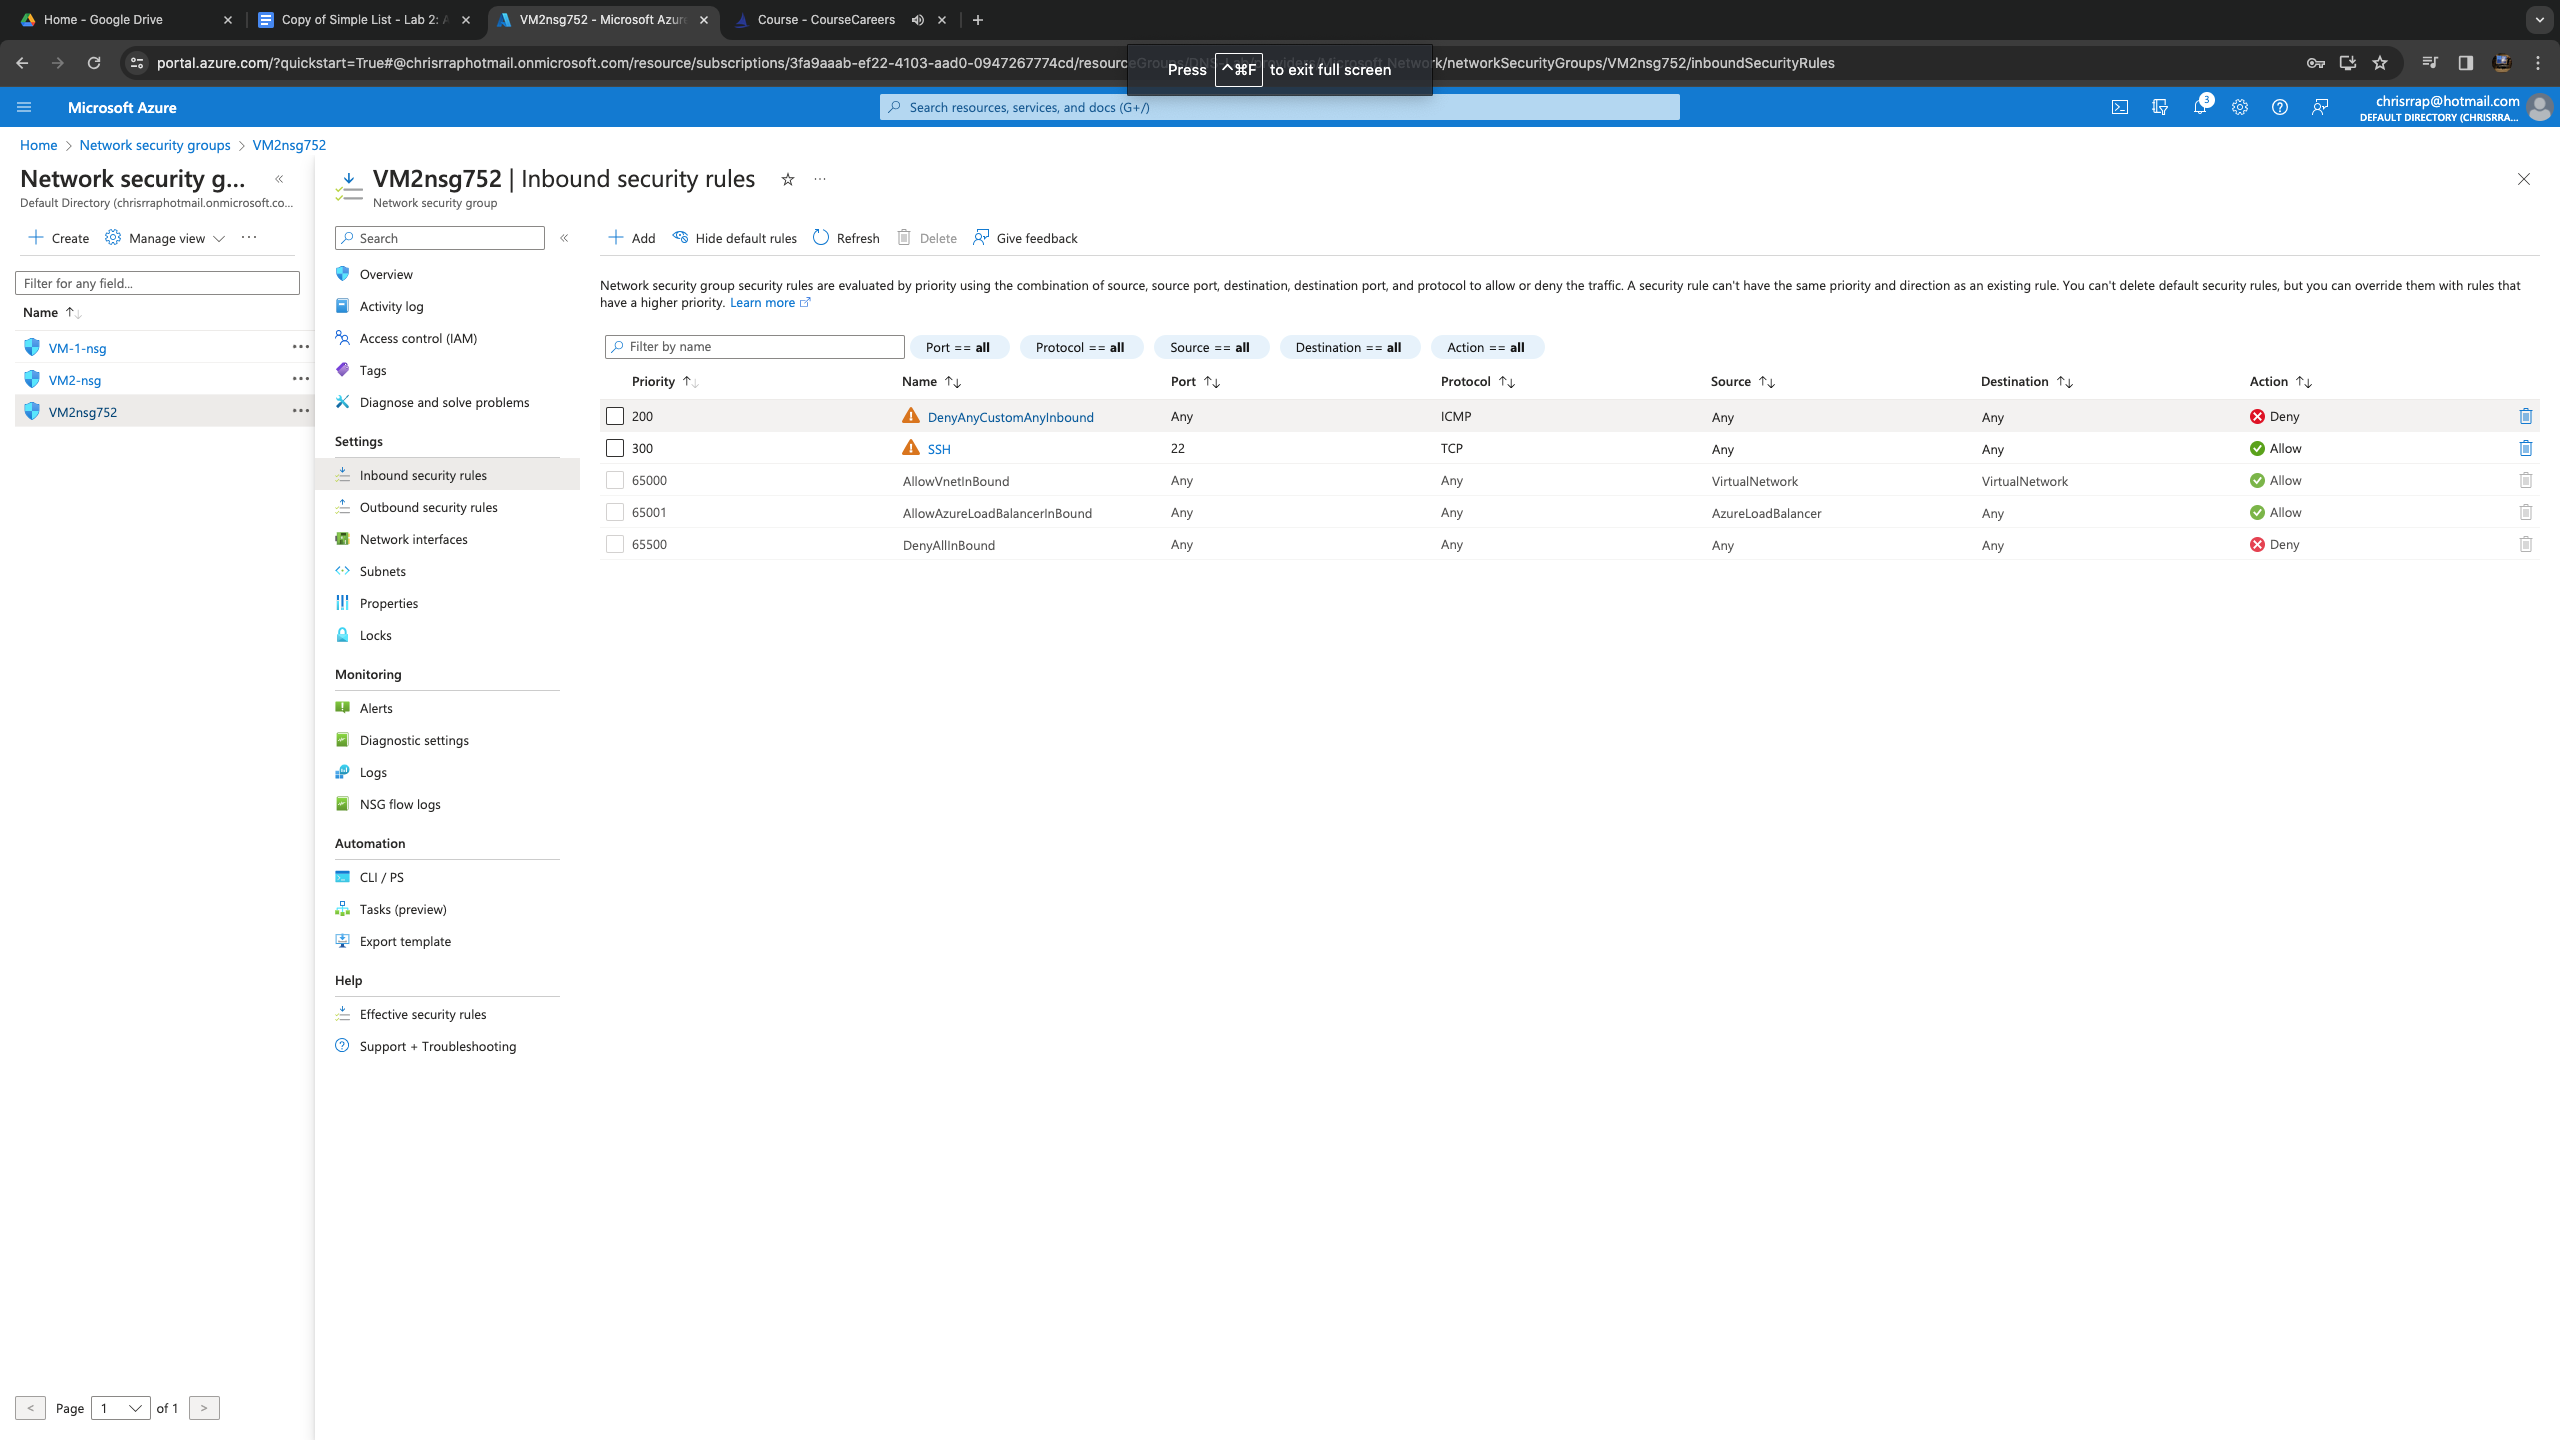 Home - Google Drive
Copy of Simple List - Lab 2: A
VM2nsg752 - Microsoft Azure
Course - CourseCareers
portal.azure.com/?quickstart=True#@chrisrraphotmail.onmicrosoft.com/resource/subscriptions/3fa9aaab-ef22-4103-aad0-0947267774cd/resourceGroups/DNS-Lab/providers/Microsoft.Network/networkSecurityGroups/VM2nsg752/inboundSecurityRules
Press ^⌘F to exit full screen
Microsoft Azure
Search resources, services, and docs (G+/)
3
chrisrrap@hotmail.com
DEFAULT DIRECTORY (CHRISRRA...
Home > Network security groups > VM2nsg752
Network security g...
Default Directory (chrisrraphotmail.onmicrosoft.co...
Create
Manage view
Filter for any field...
Name
VM-1-nsg
VM2-nsg
VM2nsg752
< Page 1 of 1 >
VM2nsg752 | Inbound security rules
Network security group
Search
Overview
Activity log
Access control (IAM)
Tags
Diagnose and solve problems
Settings
Inbound security rules
Outbound security rules
Network interfaces
Subnets
Properties
Locks
Monitoring
Alerts
Diagnostic settings
Logs
NSG flow logs
Automation
CLI / PS
Tasks (preview)
Export template
Help
Effective security rules
Support + Troubleshooting
Add Hide default rules Refresh Delete Give feedback
Network security group security rules are evaluated by priority using the combination of source, source port, destination, destination port, and protocol to allow or deny the traffic. A security rule can't have the same priority and direction as an existing rule. You can't delete default security rules, but you can override them with rules that
have a higher priority. Learn more
Filter by name
Port == all Protocol == all Source == all Destination == all Action == all
Priority Name Port Protocol Source Destination Action
200 DenyAnyCustomAnyInbound Any ICMP Any Any Deny
300 SSH 22 TCP Any Any Allow
65000 AllowVnetInBound Any Any VirtualNetwork VirtualNetwork Allow
65001 AllowAzureLoadBalancerInBound Any Any AzureLoadBalancer Any Allow
65500 DenyAllInBound Any Any Any Any Deny